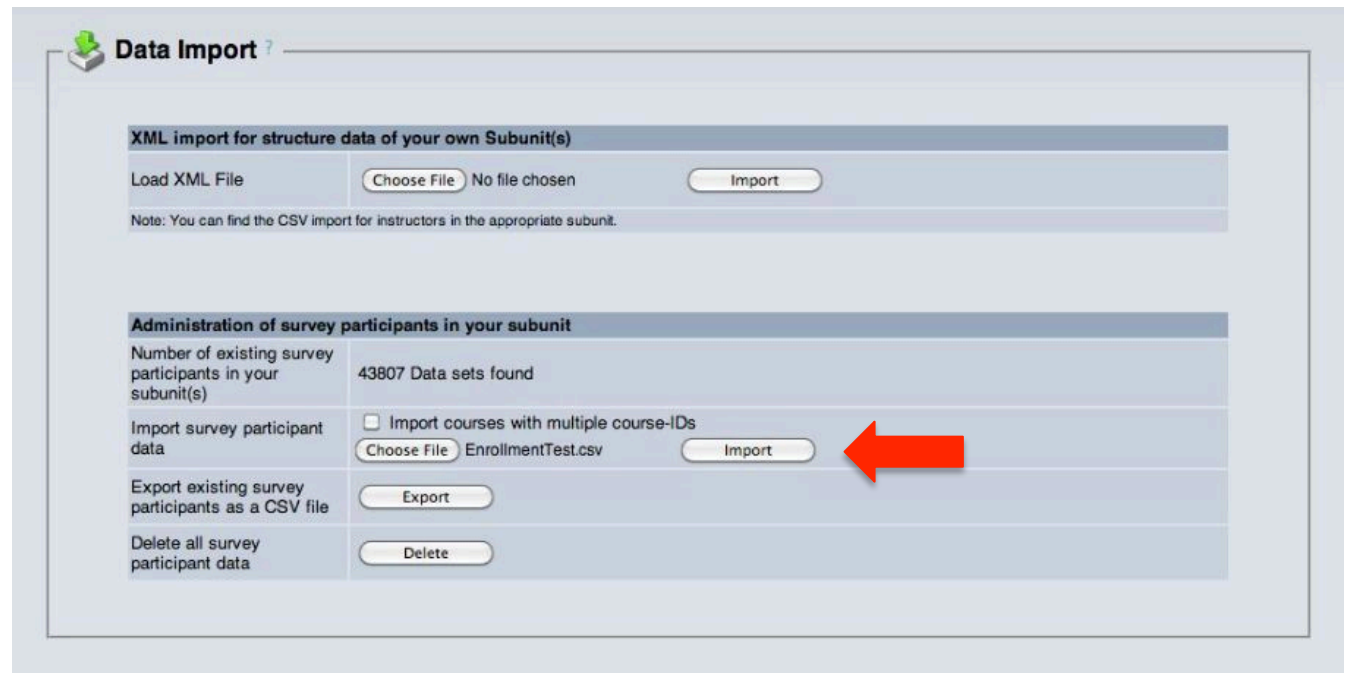 Data Import ?
XML import for structure data of your own Subunit(s)
Load XML File
Choose File No file chosen
Import
Note: You can find the CSV import for instructors in the appropriate subunit.
Administration of survey participants in your subunit
Number of existing survey
participants in your
subunit(s)
43807 Data sets found
Import survey participant
data
Import courses with multiple course-IDs
Choose File EnrollmentTest.csv
Import
Export existing survey
participants as a CSV file
Export
Delete all survey
participant data
Delete